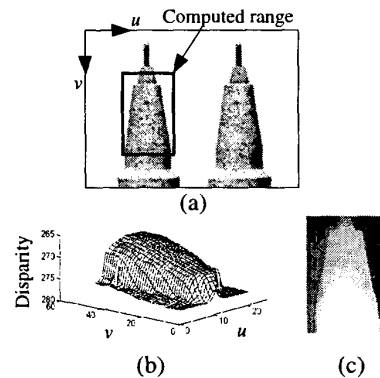 Computed range
u
v
(a)
Disparity
265
270
275
280
60
40
20
0
v
0
10
20
u
(b)
(c)